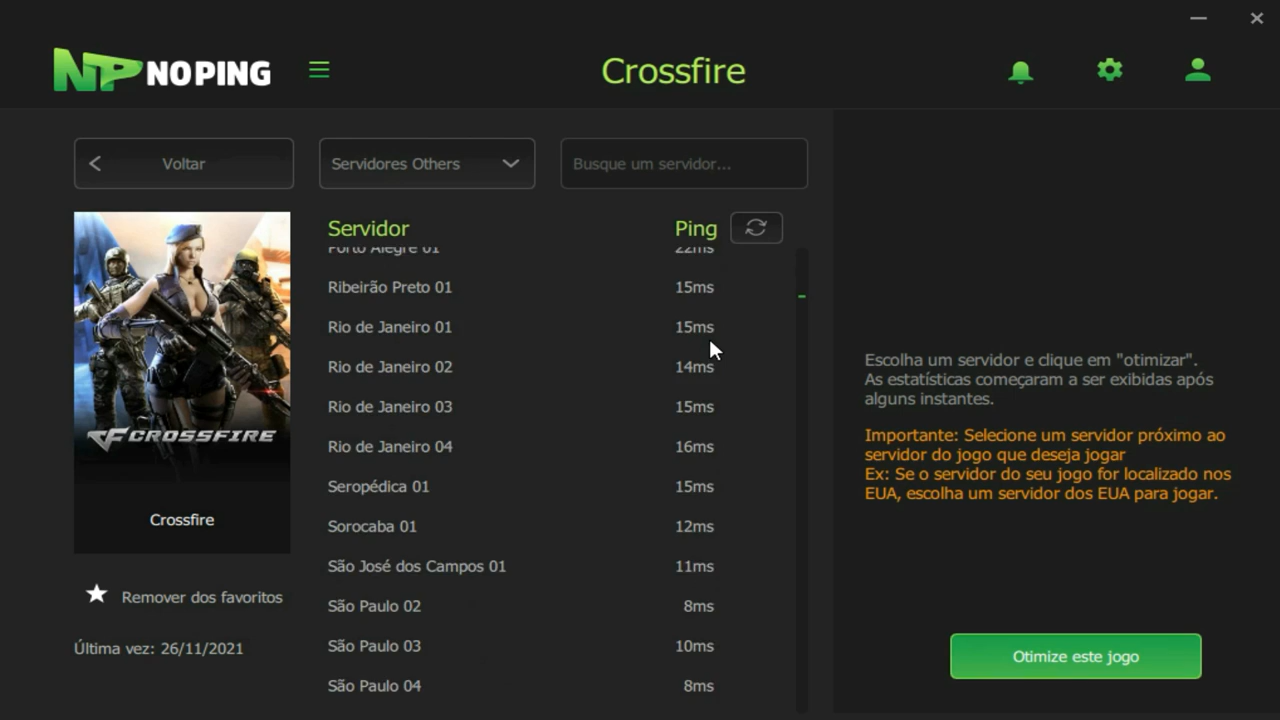 NP NOPING
Crossfire
Voltar
Servidores Others
Busque um servidor...
Servidor Ping
Porto Alegre 01 22ms
Ribeirão Preto 01 15ms
Rio de Janeiro 01 15ms
Rio de Janeiro 02 14ms
Rio de Janeiro 03 15ms
Rio de Janeiro 04 16ms
Seropédica 01 15ms
Sorocaba 01 12ms
São José dos Campos 01 11ms
São Paulo 02 8ms
São Paulo 03 10ms
São Paulo 04 8ms
CF CROSSFIRE
Crossfire
Remover dos favoritos
Última vez: 26/11/2021
Escolha um servidor e clique em "otimizar".
As estatísticas começaram a ser exibidas após
alguns instantes.
Importante: Selecione um servidor próximo ao
servidor do jogo que deseja jogar
Ex: Se o servidor do seu jogo for localizado nos
EUA, escolha um servidor dos EUA para jogar.
Otimize este jogo